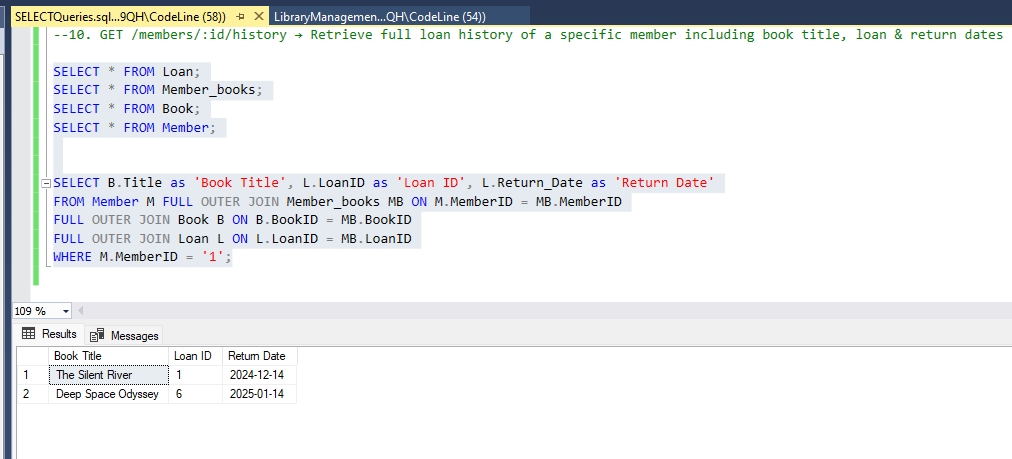 SELECTQueries.sql...9QH\CodeLine (58))
LibraryManagemen...QH\CodeLine (54))
--10. GET /members/:id/history → Retrieve full loan history of a specific member including book title, loan & return dates
SELECT * FROM Loan;
SELECT * FROM Member_books;
SELECT * FROM Book;
SELECT * FROM Member;
SELECT B.Title as 'Book Title', L.LoanID as 'Loan ID', L.Return_Date as 'Return Date'
FROM Member M FULL OUTER JOIN Member_books MB ON M.MemberID = MB.MemberID
FULL OUTER JOIN Book B ON B.BookID = MB.BookID
FULL OUTER JOIN Loan L ON L.LoanID = MB.LoanID
WHERE M.MemberID = '1';
109 %
Results Messages
Book Title Loan ID Return Date
1 The Silent River 1 2024-12-14
2 Deep Space Odyssey 6 2025-01-14